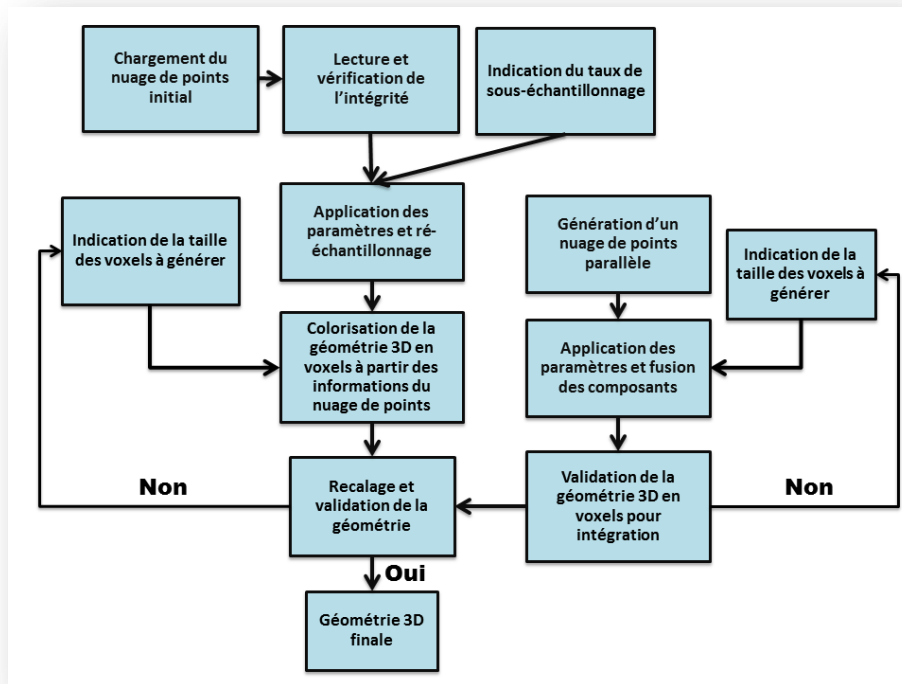 Chargement du
nuage de points
initial
Lecture et
vérification de
l'intégrité
Indication du taux de
sous-échantillonnage
Indication de la taille
des voxels à générer
Application des
paramètres et ré-
échantillonnage
Génération d'un
nuage de points
parallèle
Indication de la
taille des voxels à
générer
Colorisation de la
géométrie 3D en
voxels à partir des
informations du
nuage de points
Application des
paramètres et fusion
des composants
Non
Recalage et
validation de la
géométrie
Validation de la
géométrie 3D en
voxels pour
intégration
Non
Oui
Géométrie 3D
finale